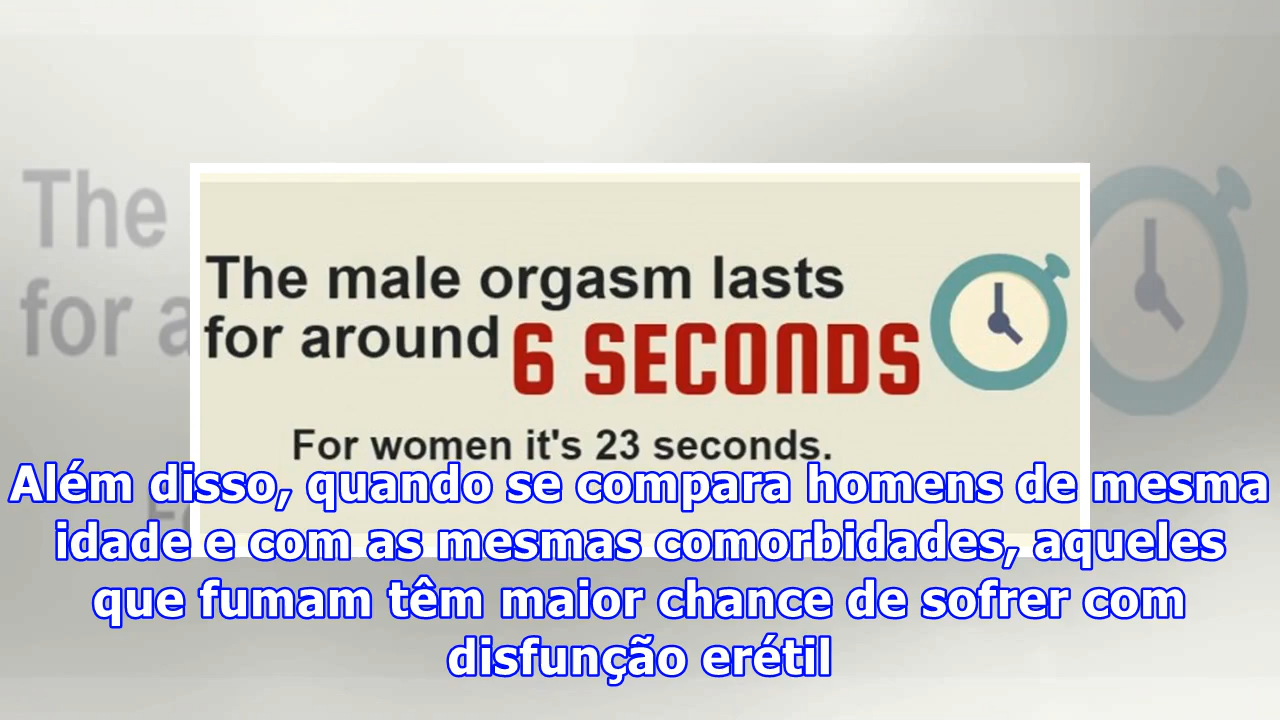 The male orgasm lasts
for around 6 SECONDS
For women it's 23 seconds.
Além disso, quando se compara homens de mesma
idade e com as mesmas comorbidades, aqueles
que fumam têm maior chance de sofrer com
disfunção erétil